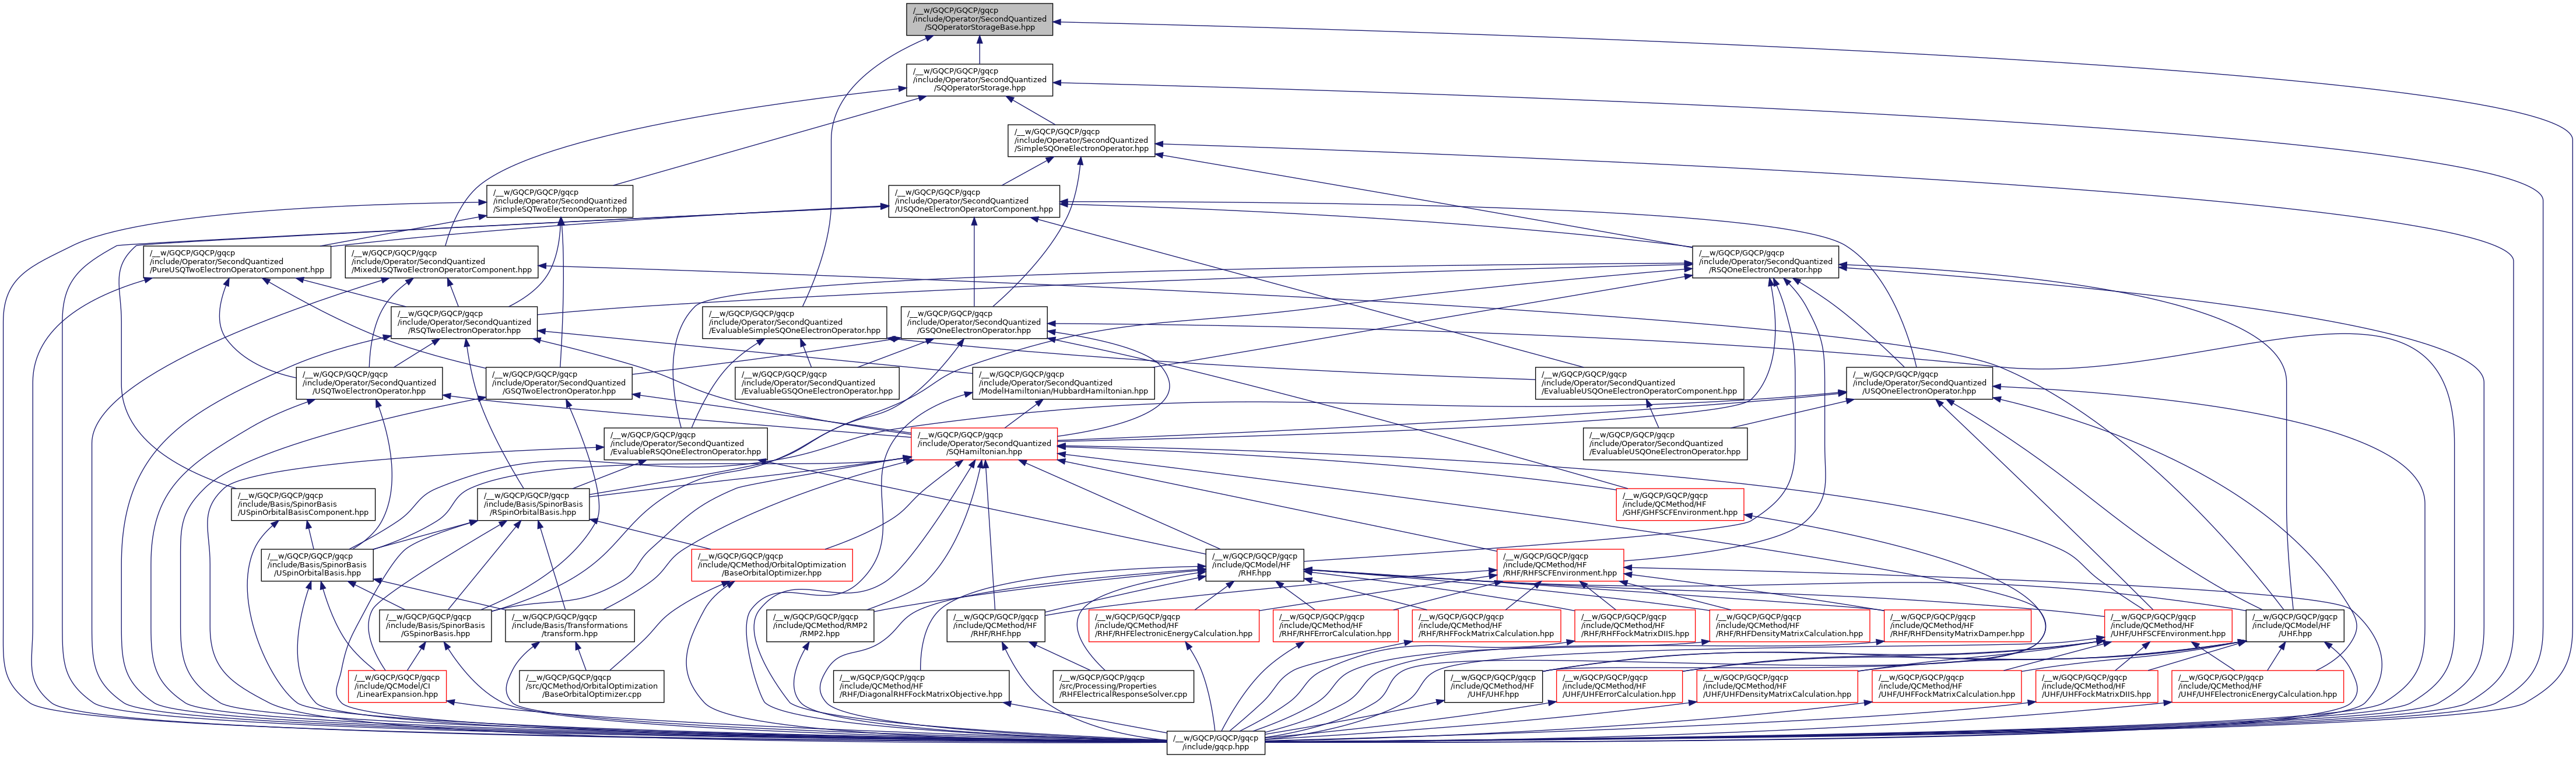 /__w/GQCP/GQCP/gqcp
/include/Operator/SecondQuantized
/SQOperatorStorageBase.hpp
/__w/GQCP/GQCP/gqcp
/include/Operator/SecondQuantized
/SQOperatorStorage.hpp
/__w/GQCP/GQCP/gqcp
/include/Operator/SecondQuantized
/SimpleSQOneElectronOperator.hpp
/__w/GQCP/GQCP/gqcp
/include/Operator/SecondQuantized
/SimpleSQTwoElectronOperator.hpp
/__w/GQCP/GQCP/gqcp
/include/Operator/SecondQuantized
/USQOneElectronOperatorComponent.hpp
/__w/GQCP/GQCP/gqcp
/include/Operator/SecondQuantized
/PureUSQTwoElectronOperatorComponent.hpp
/__w/GQCP/GQCP/gqcp
/include/Operator/SecondQuantized
/MixedUSQTwoElectronOperatorComponent.hpp
/__w/GQCP/GQCP/gqcp
/include/Operator/SecondQuantized
/RSQOneElectronOperator.hpp
/__w/GQCP/GQCP/gqcp
/include/Operator/SecondQuantized
/RSQTwoElectronOperator.hpp
/__w/GQCP/GQCP/gqcp
/include/Operator/SecondQuantized
/EvaluableSimpleSQOneElectronOperator.hpp
/__w/GQCP/GQCP/gqcp
/include/Operator/SecondQuantized
/GSQOneElectronOperator.hpp
/__w/GQCP/GQCP/gqcp
/include/Operator/SecondQuantized
/USQTwoElectronOperator.hpp
/__w/GQCP/GQCP/gqcp
/include/Operator/SecondQuantized
/GSQTwoElectronOperator.hpp
/__w/GQCP/GQCP/gqcp
/include/Operator/SecondQuantized
/EvaluableGSQOneElectronOperator.hpp
/__w/GQCP/GQCP/gqcp
/include/Operator/SecondQuantized
/ModelHamiltonian/HubbardHamiltonian.hpp
/__w/GQCP/GQCP/gqcp
/include/Operator/SecondQuantized
/EvaluableUSQOneElectronOperatorComponent.hpp
/__w/GQCP/GQCP/gqcp
/include/Operator/SecondQuantized
/USQOneElectronOperator.hpp
/__w/GQCP/GQCP/gqcp
/include/Operator/SecondQuantized
/EvaluableRSQOneElectronOperator.hpp
/__w/GQCP/GQCP/gqcp
/include/Operator/SecondQuantized
/SQHamiltonian.hpp
/__w/GQCP/GQCP/gqcp
/include/Operator/SecondQuantized
/EvaluableUSQOneElectronOperator.hpp
/__w/GQCP/GQCP/gqcp
/include/Basis/SpinorBasis
/USpinOrbitalBasisComponent.hpp
/__w/GQCP/GQCP/gqcp
/include/Basis/SpinorBasis
/RSpinOrbitalBasis.hpp
/__w/GQCP/GQCP/gqcp
/include/QCMethod/HF
/GHF/GHFSCFEnvironment.hpp
/__w/GQCP/GQCP/gqcp
/include/Basis/SpinorBasis
/USpinOrbitalBasis.hpp
/__w/GQCP/GQCP/gqcp
/include/QCMethod/OrbitalOptimization
/BaseOrbitalOptimizer.hpp
/__w/GQCP/GQCP/gqcp
/include/QCModel/HF
/RHF.hpp
/__w/GQCP/GQCP/gqcp
/include/QCMethod/HF
/RHF/RHFSCFEnvironment.hpp
/__w/GQCP/GQCP/gqcp
/include/Basis/SpinorBasis
/GSpinorBasis.hpp
/__w/GQCP/GQCP/gqcp
/include/Basis/Transformations
/transform.hpp
/__w/GQCP/GQCP/gqcp
/include/QCMethod/RMP2
/RMP2.hpp
/__w/GQCP/GQCP/gqcp
/include/QCMethod/HF
/RHF/RHF.hpp
/__w/GQCP/GQCP/gqcp
/include/QCMethod/HF
/RHF/RHFElectronicEnergyCalculation.hpp
/__w/GQCP/GQCP/gqcp
/include/QCMethod/HF
/RHF/RHFErrorCalculation.hpp
/__w/GQCP/GQCP/gqcp
/include/QCMethod/HF
/RHF/RHFFockMatrixCalculation.hpp
/__w/GQCP/GQCP/gqcp
/include/QCMethod/HF
/RHF/RHFFockMatrixDIIS.hpp
/__w/GQCP/GQCP/gqcp
/include/QCMethod/HF
/RHF/RHFDensityMatrixCalculation.hpp
/__w/GQCP/GQCP/gqcp
/include/QCMethod/HF
/RHF/RHFDensityMatrixDamper.hpp
/__w/GQCP/GQCP/gqcp
/include/QCMethod/HF
/UHF/UHFSCFEnvironment.hpp
/__w/GQCP/GQCP/gqcp
/include/QCModel/HF
/UHF.hpp
/__w/GQCP/GQCP/gqcp
/include/QCModel/CI
/LinearExpansion.hpp
/__w/GQCP/GQCP/gqcp
/src/QCMethod/OrbitalOptimization
/BaseOrbitalOptimizer.cpp
/__w/GQCP/GQCP/gqcp
/include/QCMethod/HF
/RHF/DiagonalRHFFockMatrixObjective.hpp
/__w/GQCP/GQCP/gqcp
/src/Processing/Properties
/RHFElectricalResponseSolver.cpp
/__w/GQCP/GQCP/gqcp
/include/QCMethod/HF
/UHF/UHF.hpp
/__w/GQCP/GQCP/gqcp
/include/QCMethod/HF
/UHF/UHFErrorCalculation.hpp
/__w/GQCP/GQCP/gqcp
/include/QCMethod/HF
/UHF/UHFDensityMatrixCalculation.hpp
/__w/GQCP/GQCP/gqcp
/include/QCMethod/HF
/UHF/UHFFockMatrixCalculation.hpp
/__w/GQCP/GQCP/gqcp
/include/QCMethod/HF
/UHF/UHFFockMatrixDIIS.hpp
/__w/GQCP/GQCP/gqcp
/include/QCMethod/HF
/UHF/UHFElectronicEnergyCalculation.hpp
/__w/GQCP/GQCP/gqcp
/include/gqcp.hpp